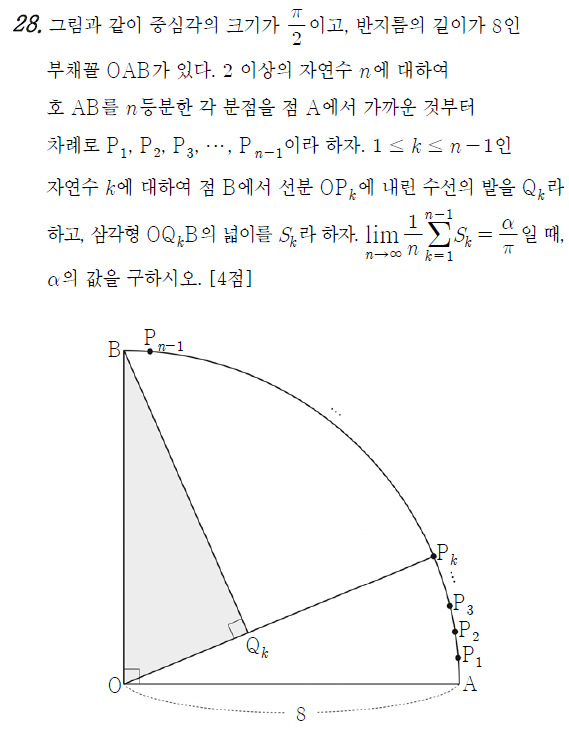 28. 그림과 같이 중심각의 크기가 π/2 이고, 반지름의 길이가 8인
부채꼴 OAB가 있다. 2 이상의 자연수 n에 대하여
호 AB를 n등분한 각 분점을 점 A에서 가까운 것부터
차례로 P₁, P₂, P₃, ⋯, Pₙ₋₁이라 하자. 1 ≤ k ≤ n−1인
자연수 k에 대하여 점 B에서 선분 OPₖ에 내린 수선의 발을 Qₖ라
하고, 삼각형 OQₖB의 넓이를 Sₖ라 하자. lim_{n→∞} 1/n ∑_{k=1}^{n−1} Sₖ = α/π 일 때,
α의 값을 구하시오. [4점]
B
Pₙ₋₁
⋯
Pₖ
⋯
P₃
P₂
Qₖ
P₁
O
A
8